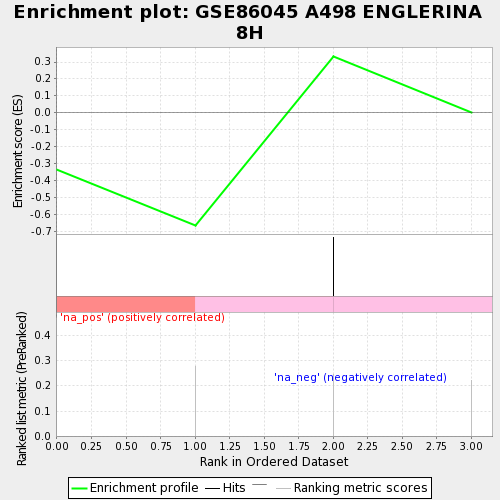 Enrichment plot: GSE86045 A498 ENGLERINA
8H
Enrichment score (ES)
0.3
0.2
0.1
0.0
-0.1
-0.2
-0.3
-0.4
-0.5
-0.6
-0.7
'na_pos' (positively correlated)
'na_neg' (negatively correlated)
Ranked list metric (PreRanked)
0.4
0.3
0.2
0.1
0.0
0.00 0.25 0.50 0.75 1.00 1.25 1.50 1.75 2.00 2.25 2.50 2.75 3.00
Rank in Ordered Dataset
Enrichment profile Hits Ranking metric scores